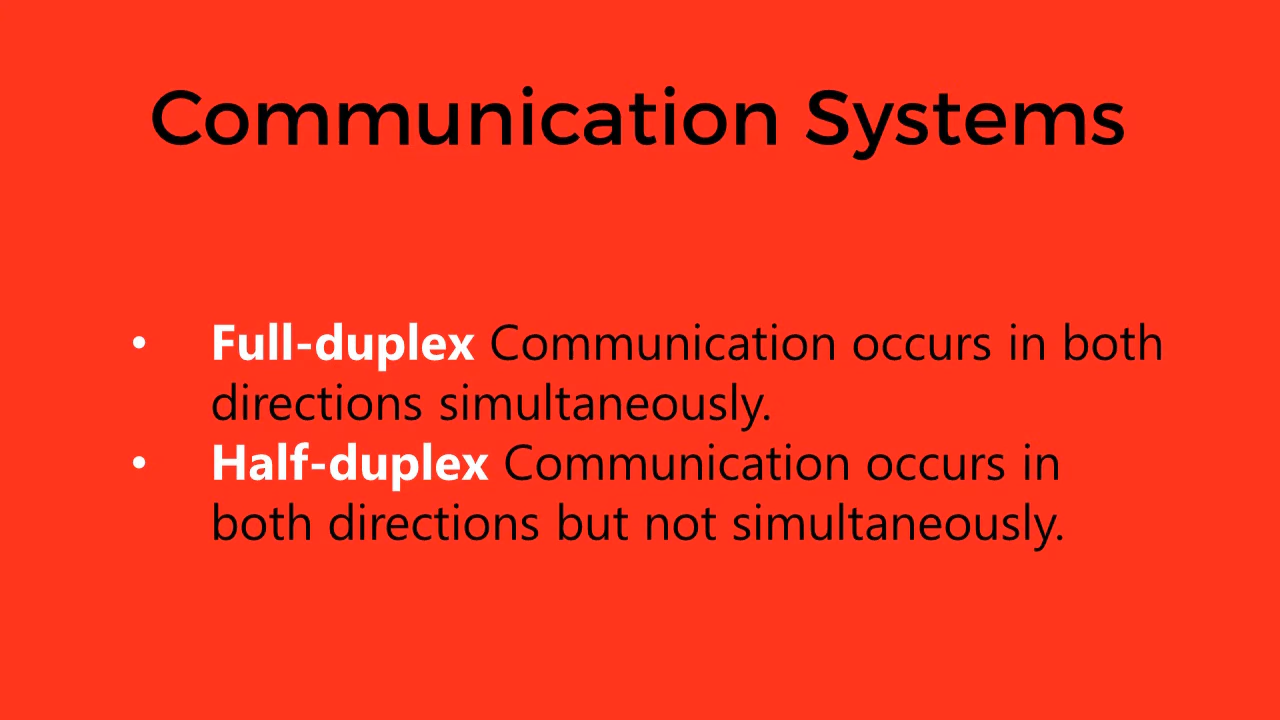 Communication Systems
• Full-duplex Communication occurs in both
directions simultaneously.
• Half-duplex Communication occurs in
both directions but not simultaneously.